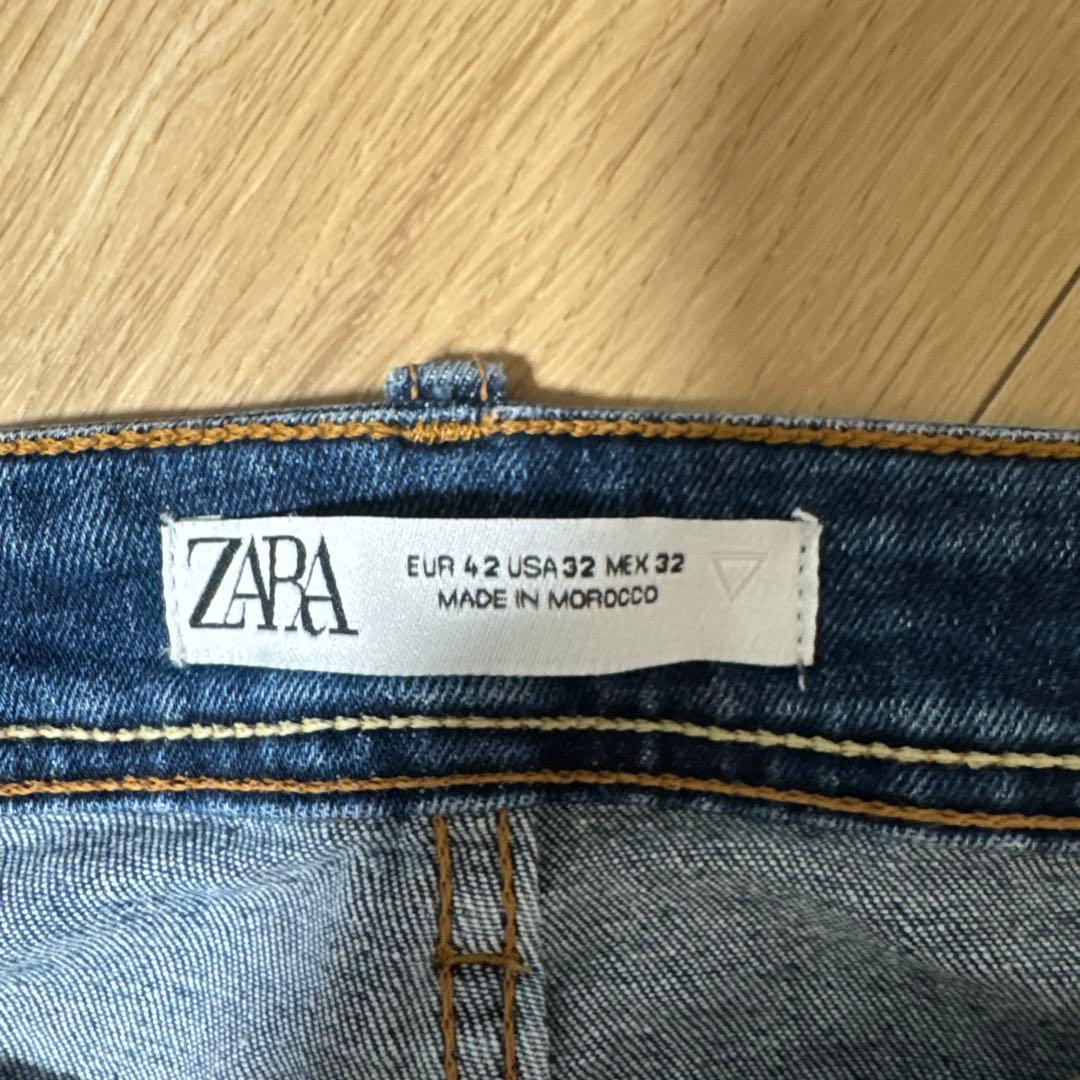 ZARA
EUR 42 USA 32 MEX 32
MADE IN MOROCCO